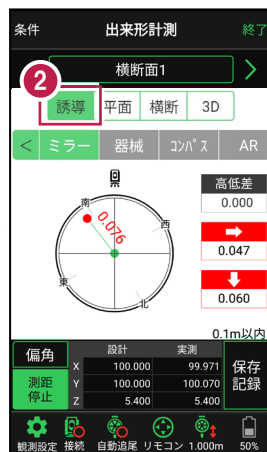 条件 出来形計測 終了
横断面1 >
2
誘導 平面 横断 3D
< ミラー 器械 コンパス AR
高低差
0.000
南
0.076
西
0.047
東
北
0.060
0.1m以内
偏角 設計 実測
X 100.000 99.971
測距停止 Y 100.000 100.070 保存記録
Z 5.400 5.400
観測設定 接続 自動追尾 リモコン 1.000m 50%